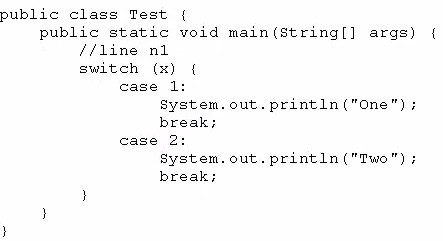 public class Test {
    public static void main(String[] args) {
        //line n1
        switch (x) {
            case 1:
                System.out.println("One");
                break;
            case 2:
                System.out.println("Two");
                break;
        }
    }
}